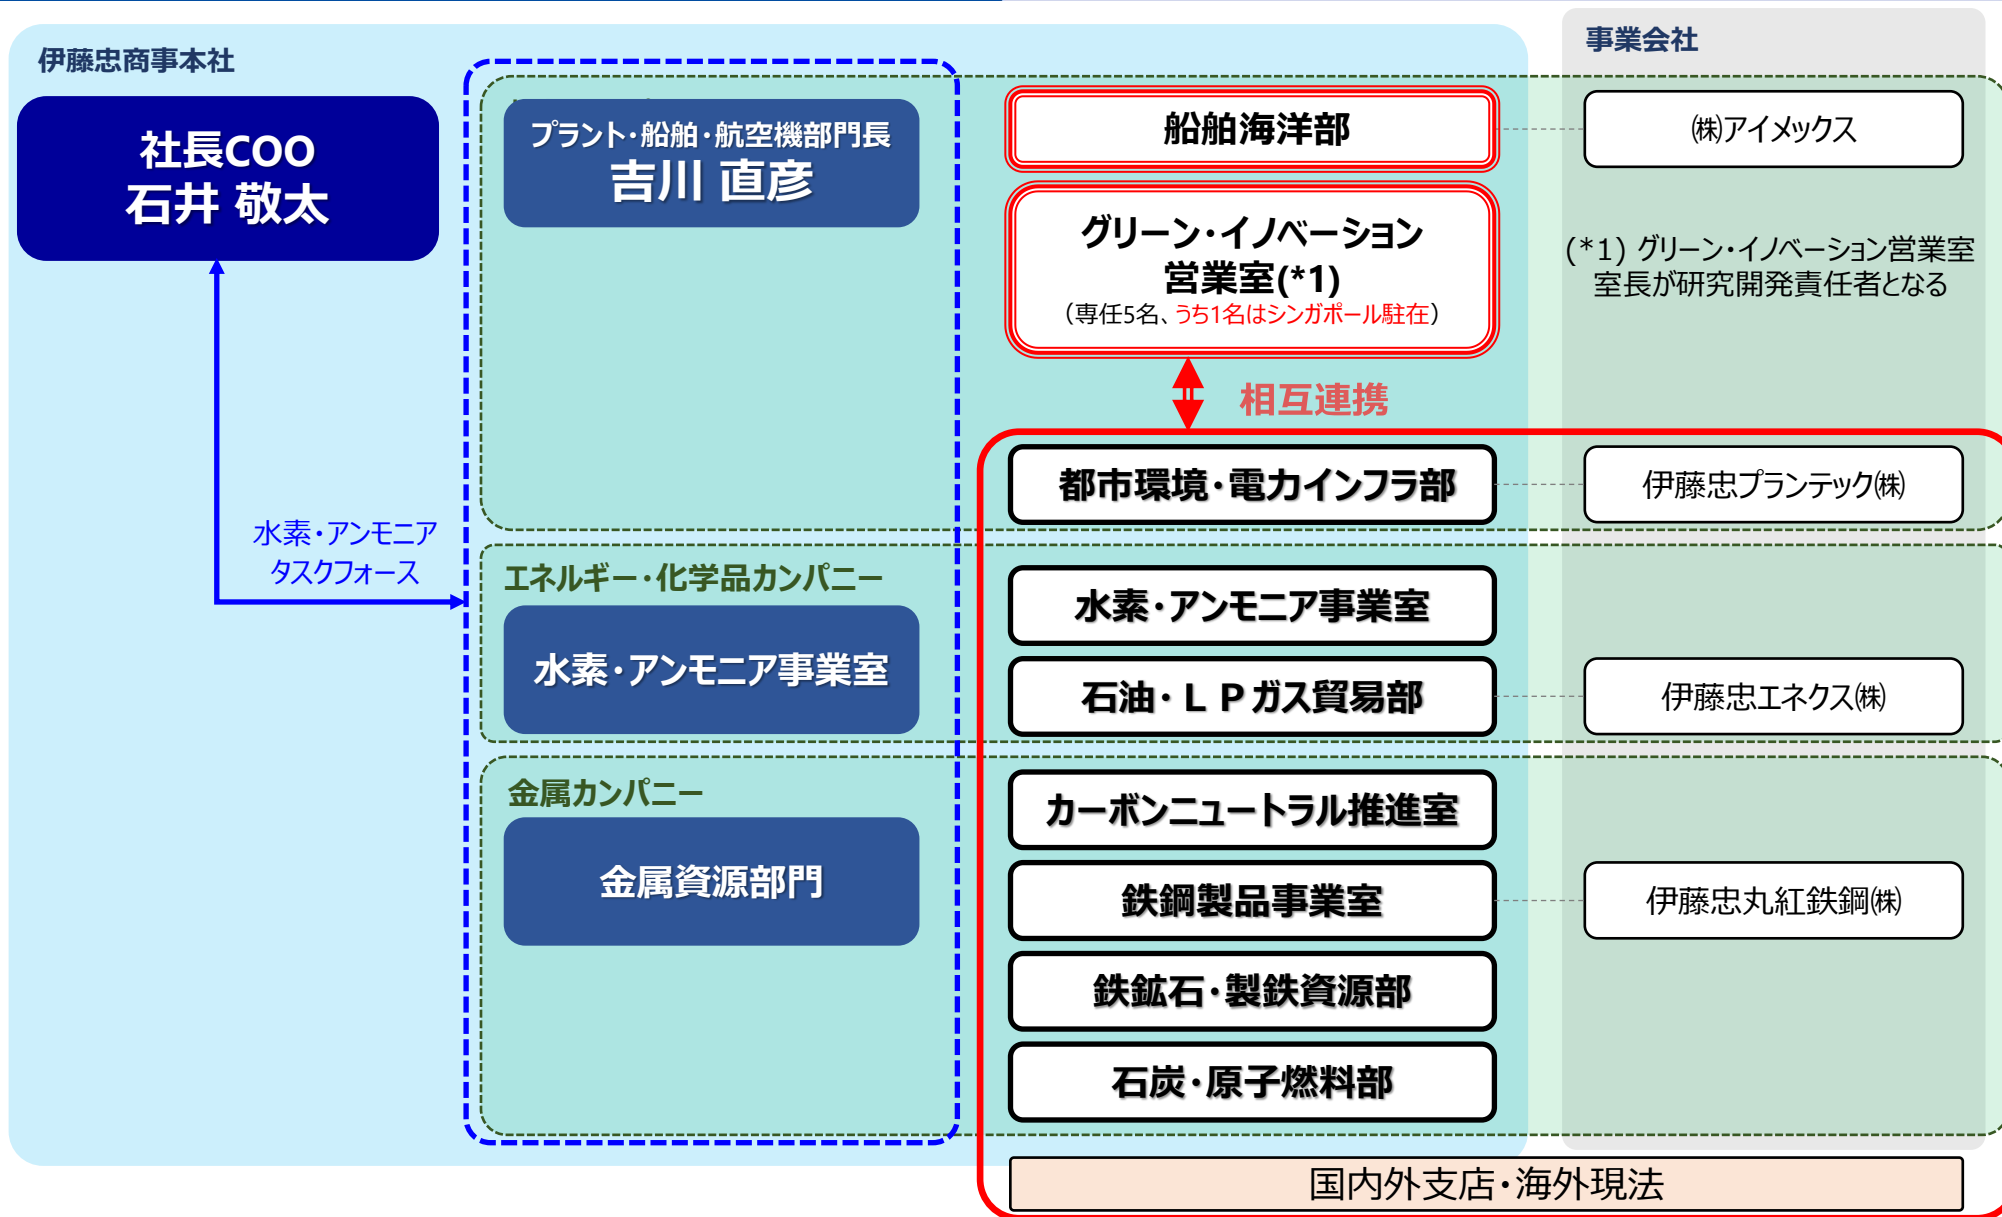 伊藤忠商事本社
事業会社
社長COO
石井 敬太
水素・アンモニア
タスクフォース
プラント・船舶・航空機部門長
吉川 直彦
船舶海洋部
㈱アイメックス
グリーン・イノベーション
営業室(*1)
（専任5名、うち1名はシンガポール駐在）
(*1) グリーン・イノベーション営業室
室長が研究開発責任者となる
相互連携
都市環境・電力インフラ部
伊藤忠プランテック㈱
エネルギー・化学品カンパニー
水素・アンモニア事業室
水素・アンモニア事業室
石油・ＬＰガス貿易部
伊藤忠エネクス㈱
金属カンパニー
金属資源部門
カーボンニュートラル推進室
鉄鋼製品事業室
伊藤忠丸紅鉄鋼㈱
鉄鉱石・製鉄資源部
石炭・原子燃料部
国内外支店・海外現法